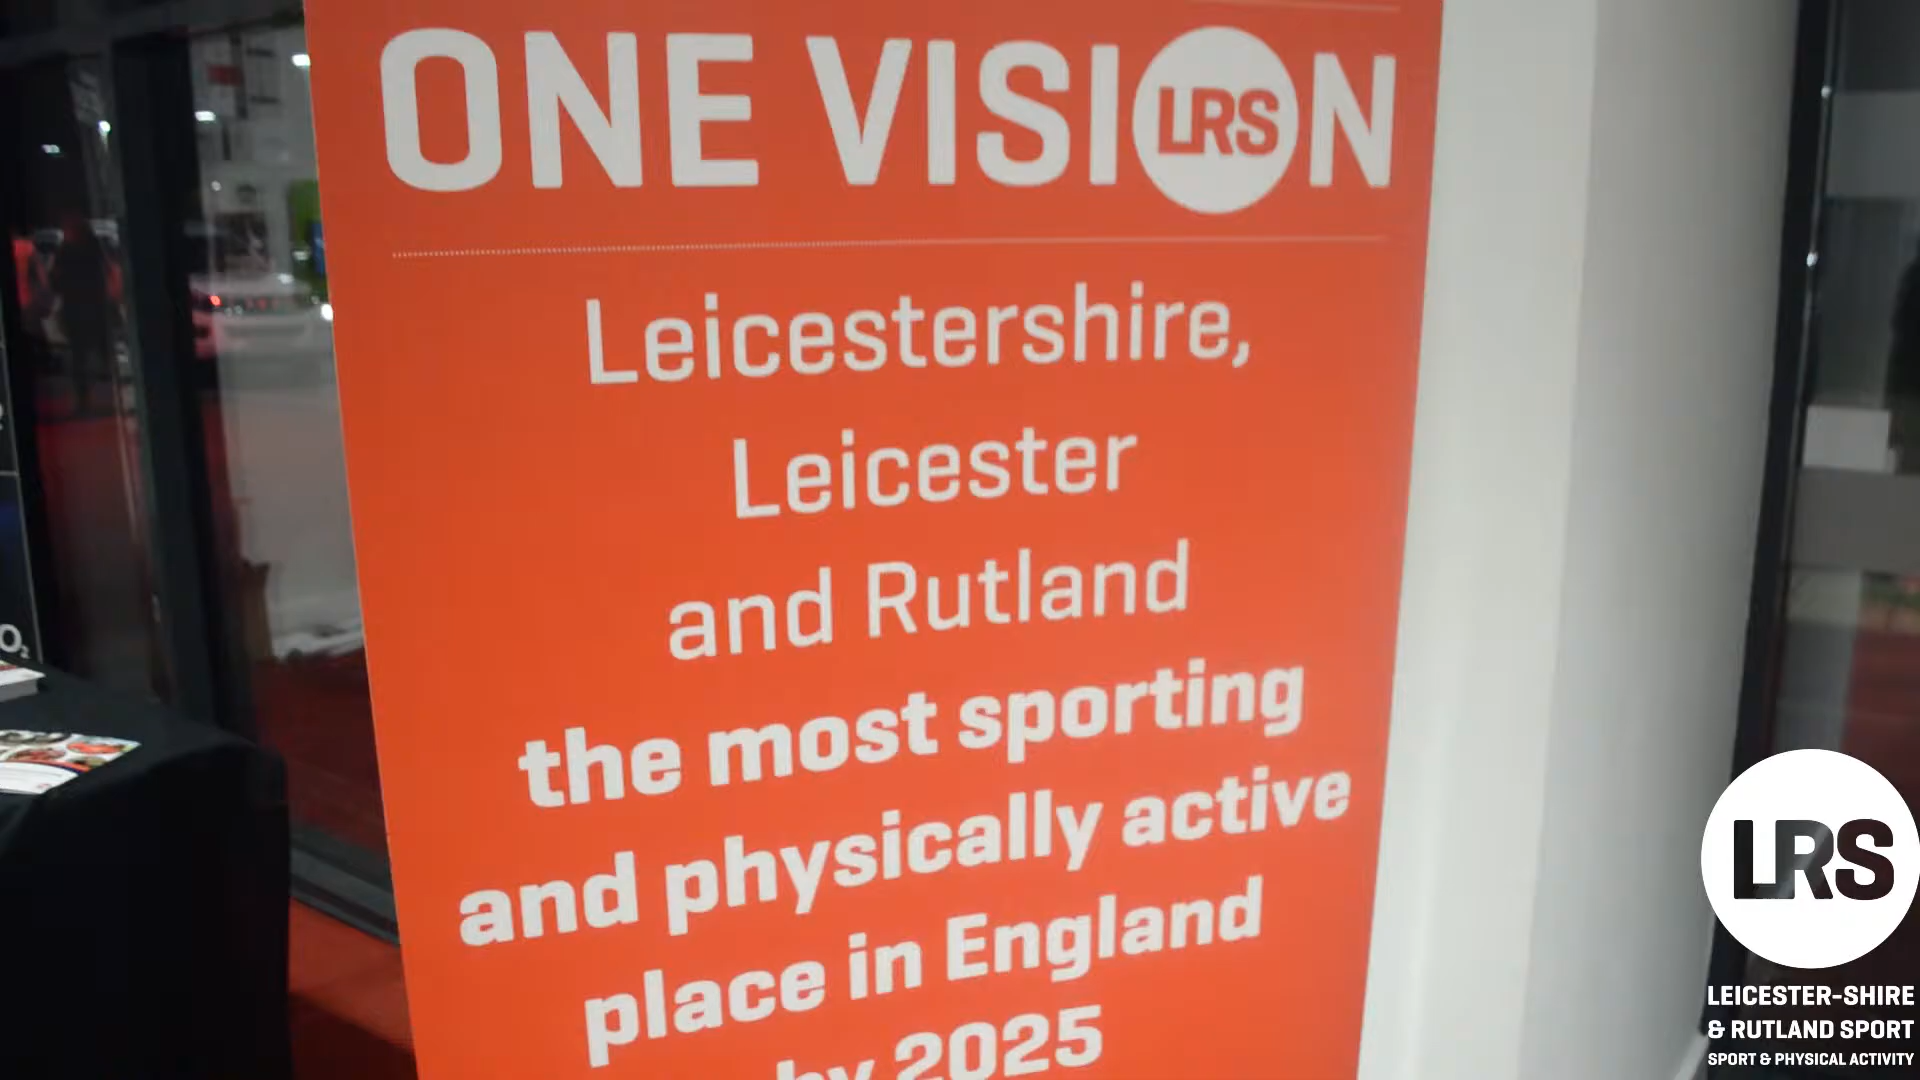 ONE VISION
LRS
Leicestershire,
Leicester
and Rutland
the most sporting
and physically active
place in England
by 2025
O₂
LRS
LEICESTER-SHIRE
& RUTLAND SPORT
SPORT & PHYSICAL ACTIVITY